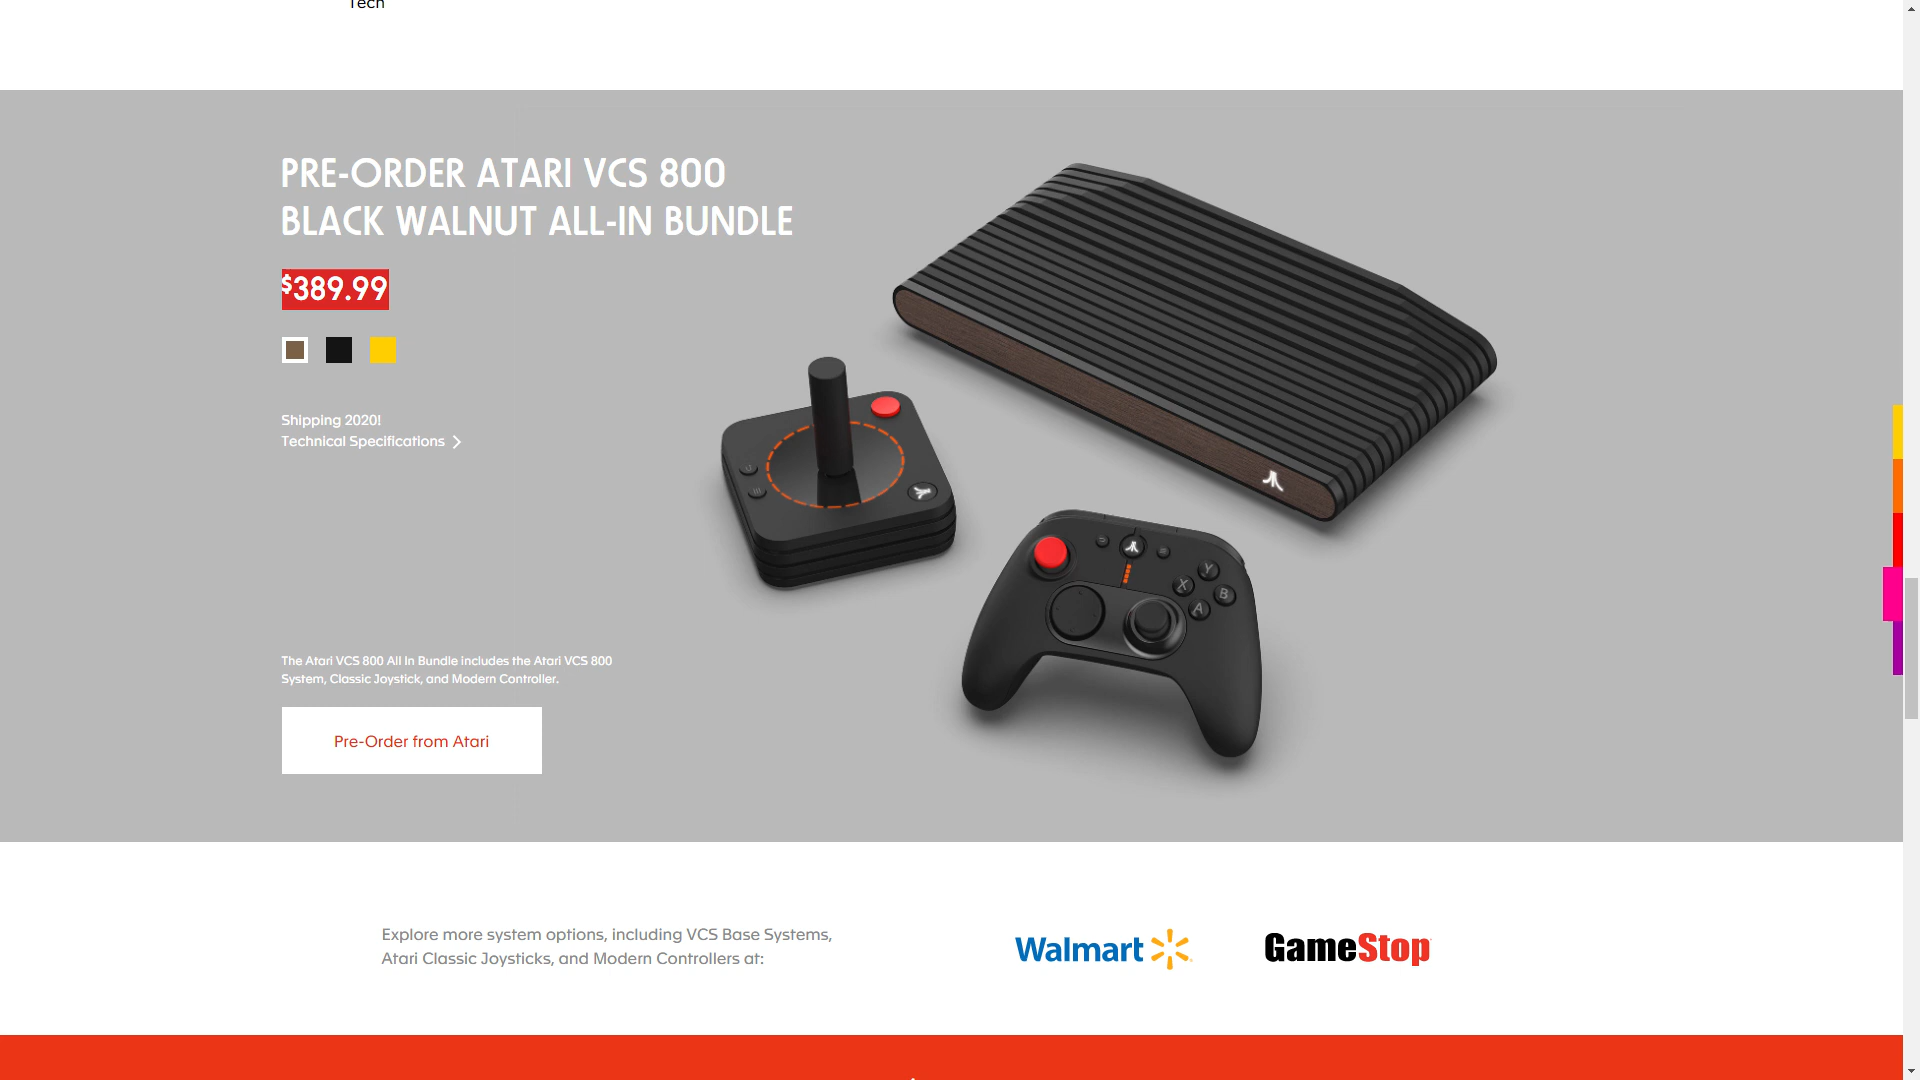 Tech
PRE-ORDER ATARI VCS 800
BLACK WALNUT ALL-IN BUNDLE
$389.99
Shipping 2020!
Technical Specifications
X
Y
A
B
The Atari VCS 800 All In Bundle includes the Atari VCS 800
System, Classic Joystick, and Modern Controller.
Pre-Order from Atari
Explore more system options, including VCS Base Systems,
Atari Classic Joysticks, and Modern Controllers at:
Walmart
GameStop